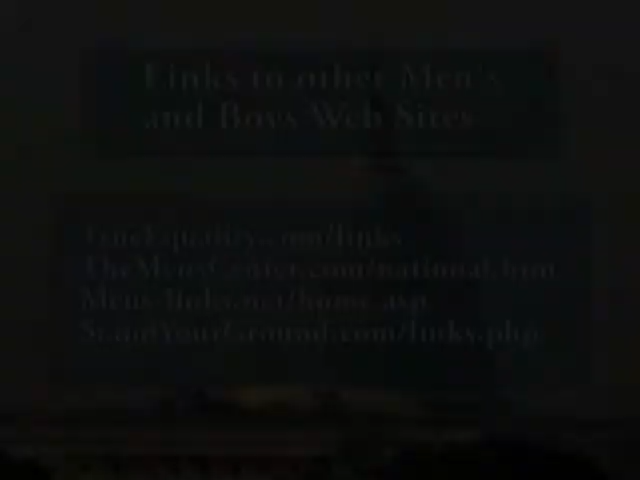 Links to other Men's
and Boys Web Sites
TrueEquality.com/links
TheMensCenter.com/national.htm
StandYourGround.com/links.php